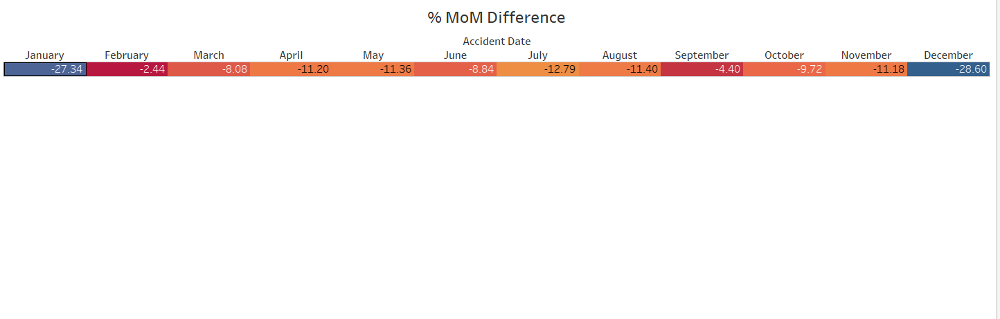 % MoM Difference
Accident Date
January February March April May June July August September October November December
-27.34 -2.44 -8.08 -11.20 -11.36 -8.84 -12.79 -11.40 -4.40 -9.72 -11.18 -28.60